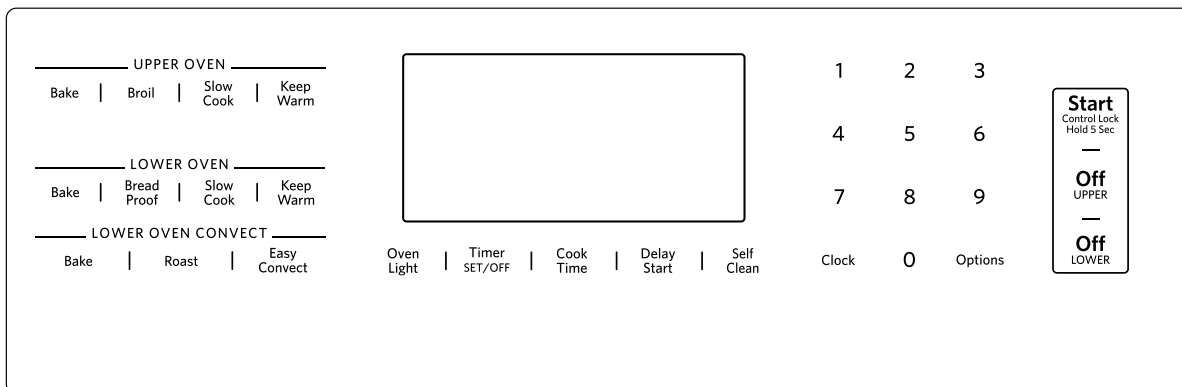 UPPER OVEN
Bake | Broil | Slow Cook | Keep Warm
LOWER OVEN
Bake | Bread Proof | Slow Cook | Keep Warm
LOWER OVEN CONVECT
Bake | Roast | Easy Convect
Oven Light | Timer SET/OFF | Cook Time | Delay Start | Self Clean
1 2 3
4 5 6
7 8 9
Clock 0 Options
Start
Control Lock
Hold 5 Sec
Off
UPPER
Off
LOWER